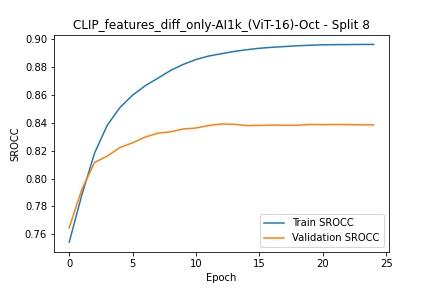 CLIP_features_diff_only-AI1k_(ViT-16)-Oct - Split 8
0.90
0.88
0.86
0.84
0.82
0.80
0.78
0.76
SROCC
Train SROCC
Validation SROCC
0 5 10 15 20 25
Epoch